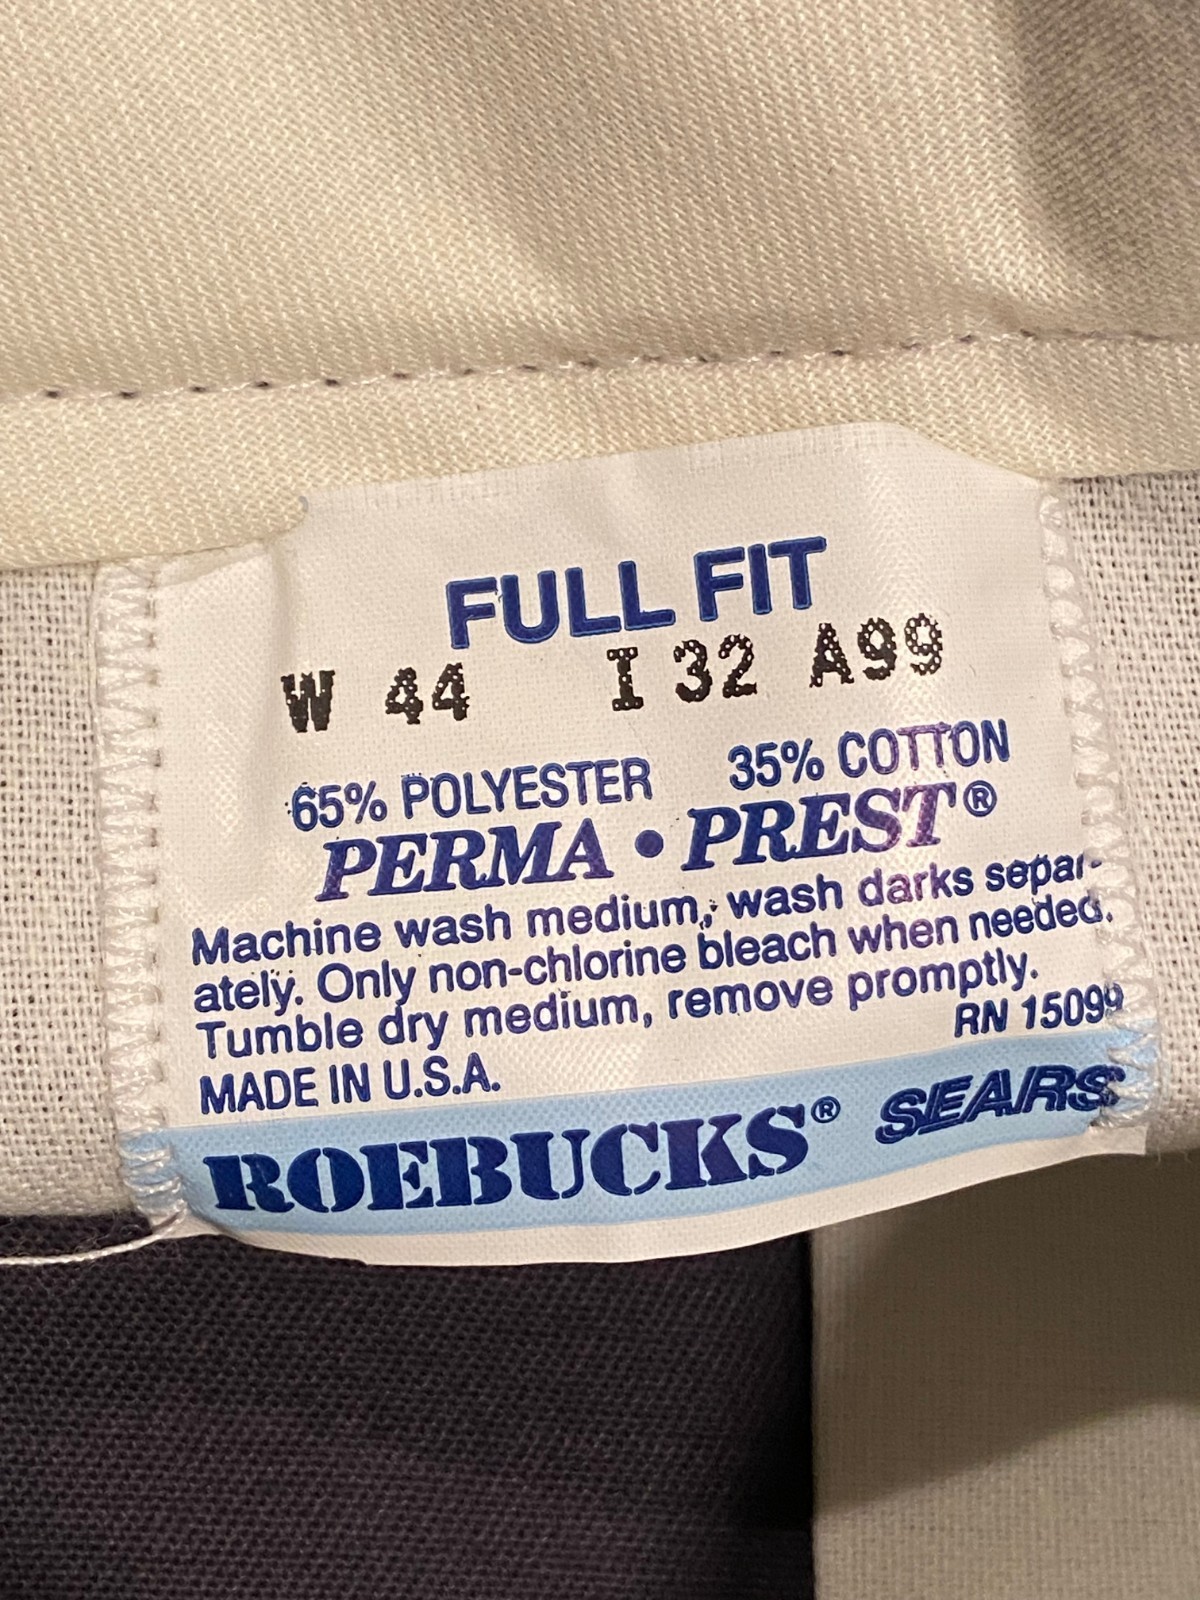 FULL FIT
W 44 I 32 A99
65% POLYESTER 35% COTTON
PERMA • PREST®
Machine wash medium, wash darks separ-
ately. Only non-chlorine bleach when needed.
Tumble dry medium, remove promptly.
RN 15099
MADE IN U.S.A.
ROEBUCKS® SEARS